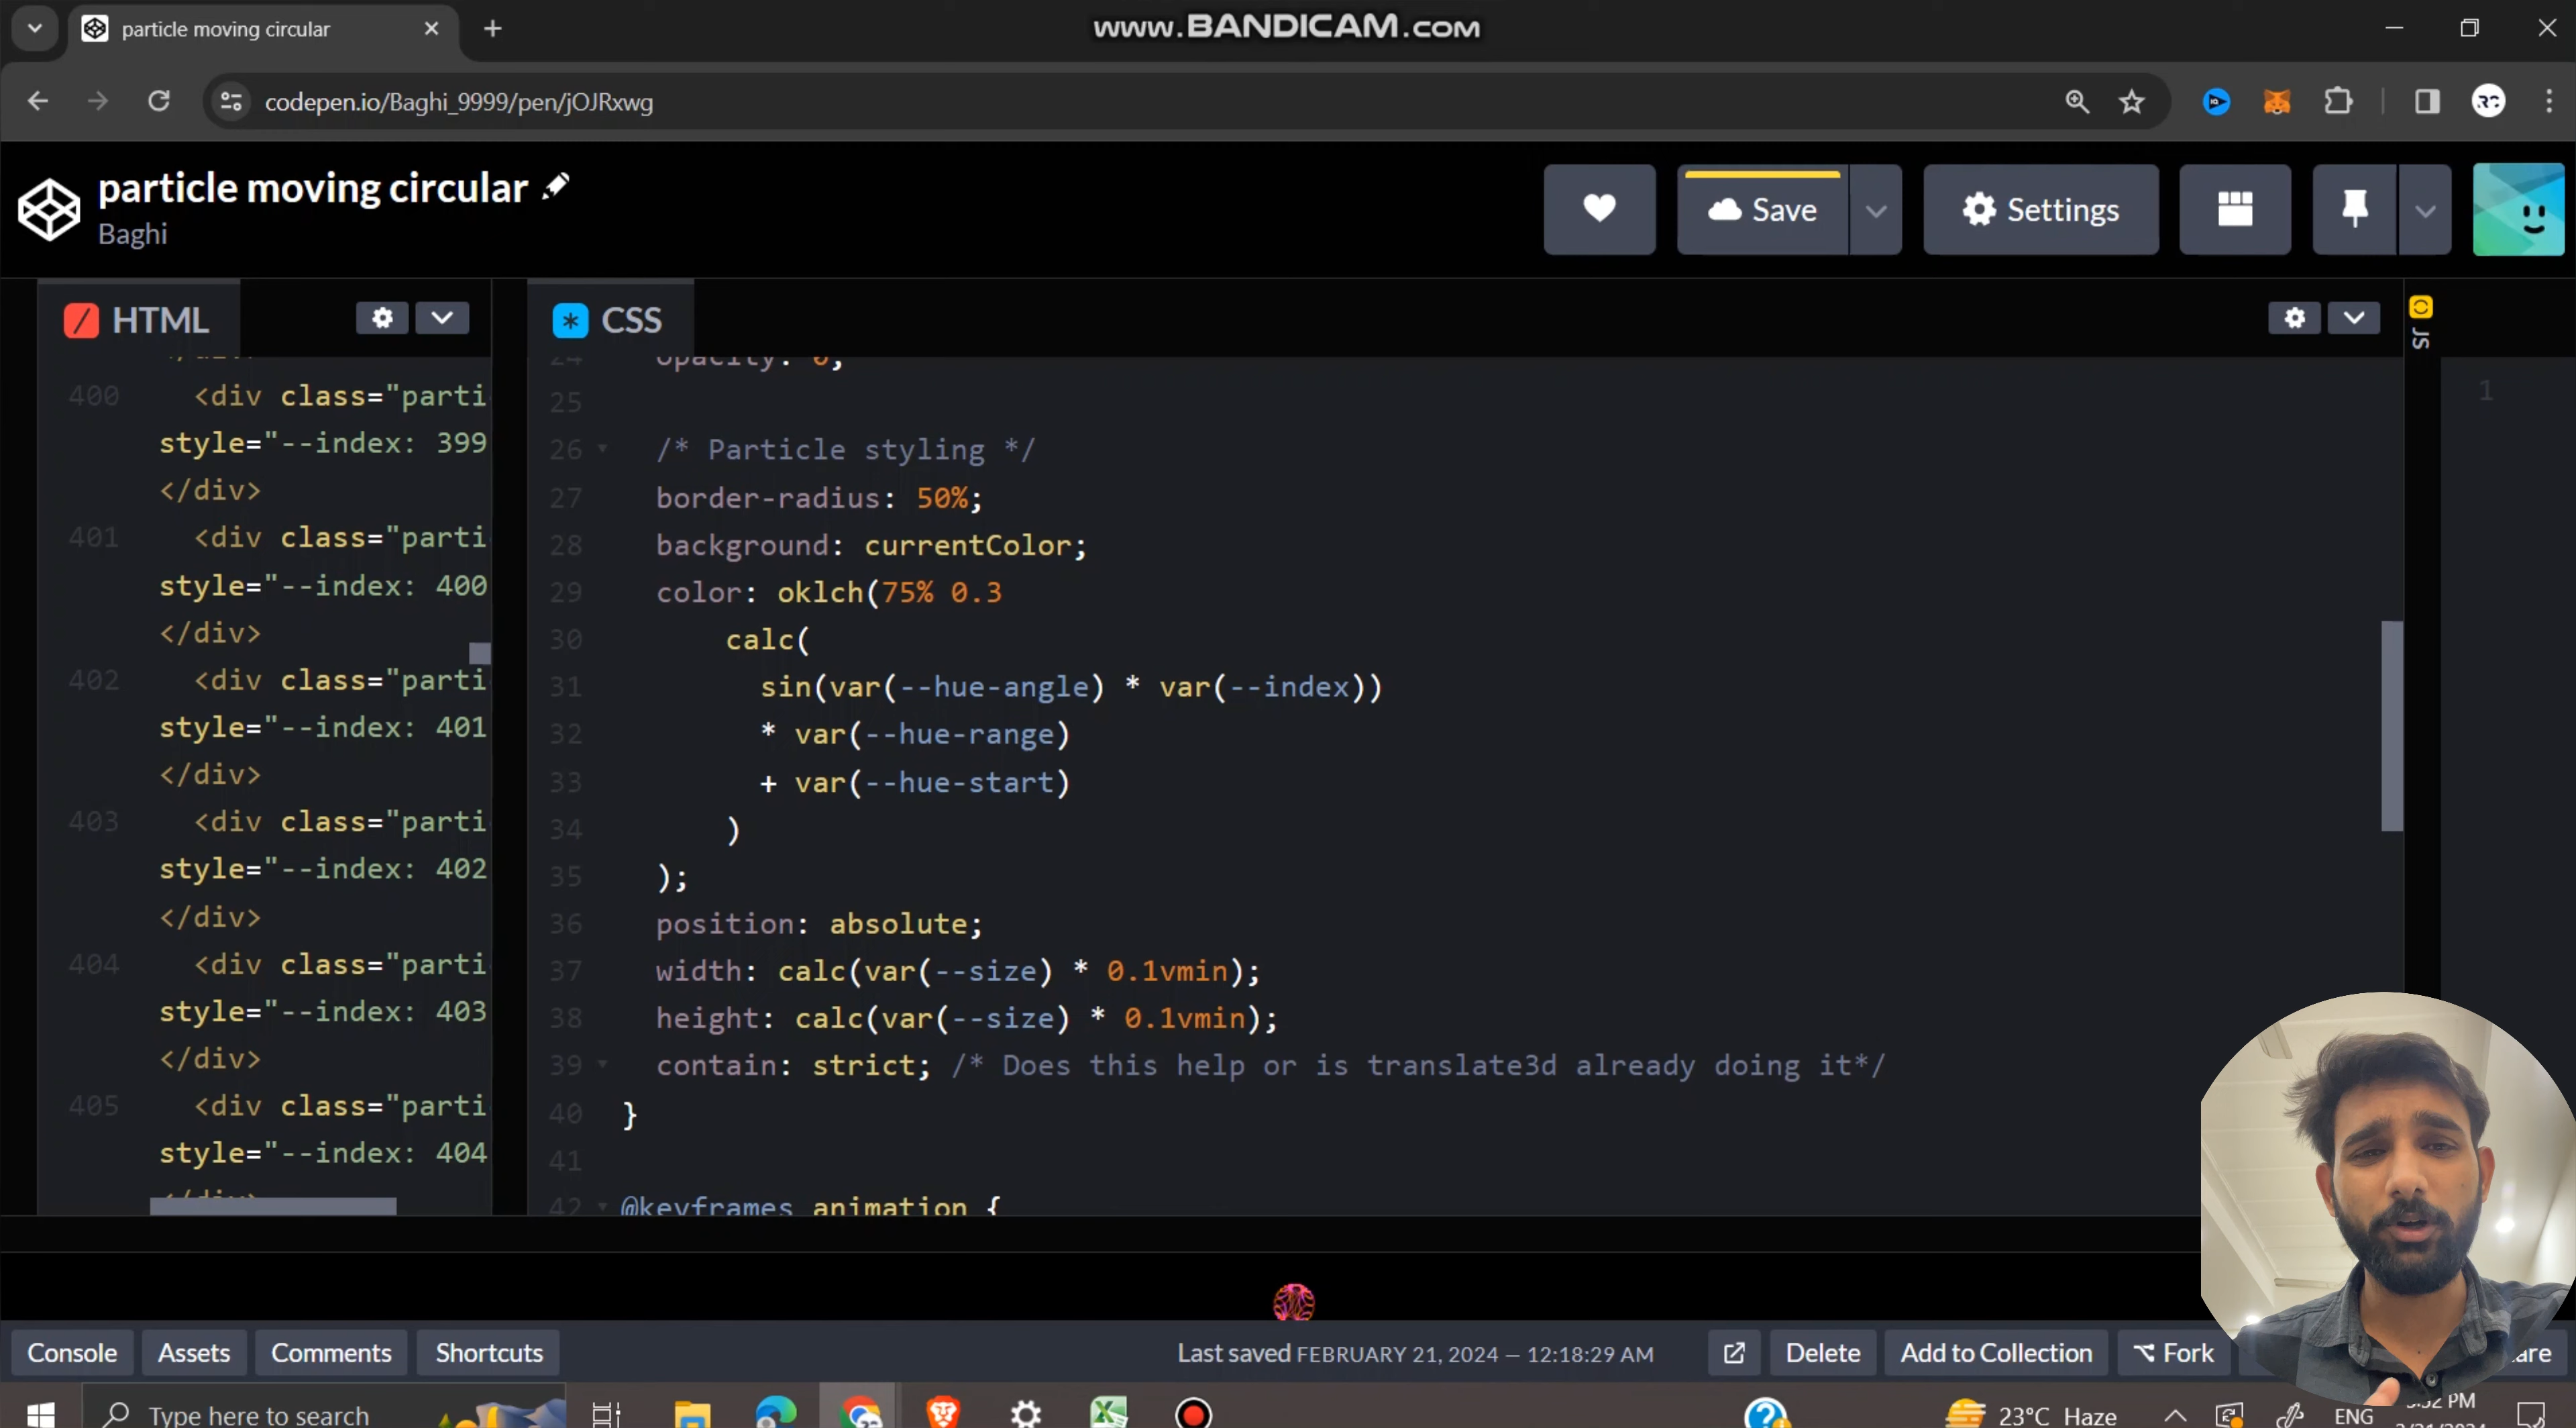 particle moving circular
www.BANDICAM.com
codepen.io/Baghi_9999/pen/jOJRxwg
particle moving circular
Baghi
Save
Settings
HTML
400 <div class="parti
style="--index: 399
</div>
401 <div class="parti
style="--index: 400
</div>
402 <div class="parti
style="--index: 401
</div>
403 <div class="parti
style="--index: 402
</div>
404 <div class="parti
style="--index: 403
</div>
405 <div class="parti
style="--index: 404
CSS
24 opacity: 0;
25
26 /* Particle styling */
27 border-radius: 50%;
28 background: currentColor;
29 color: oklch(75% 0.3
30 calc(
31 sin(var(--hue-angle) * var(--index))
32 * var(--hue-range)
33 + var(--hue-start)
34 )
35 );
36 position: absolute;
37 width: calc(var(--size) * 0.1vmin);
38 height: calc(var(--size) * 0.1vmin);
39 contain: strict; /* Does this help or is translate3d already doing it*/
40 }
41
42 @keyframes animation {
JS
1
Console
Assets
Comments
Shortcuts
Last saved FEBRUARY 21, 2024 — 12:18:29 AM
Delete
Add to Collection
Fork
Type here to search
23°C Haze
ENG